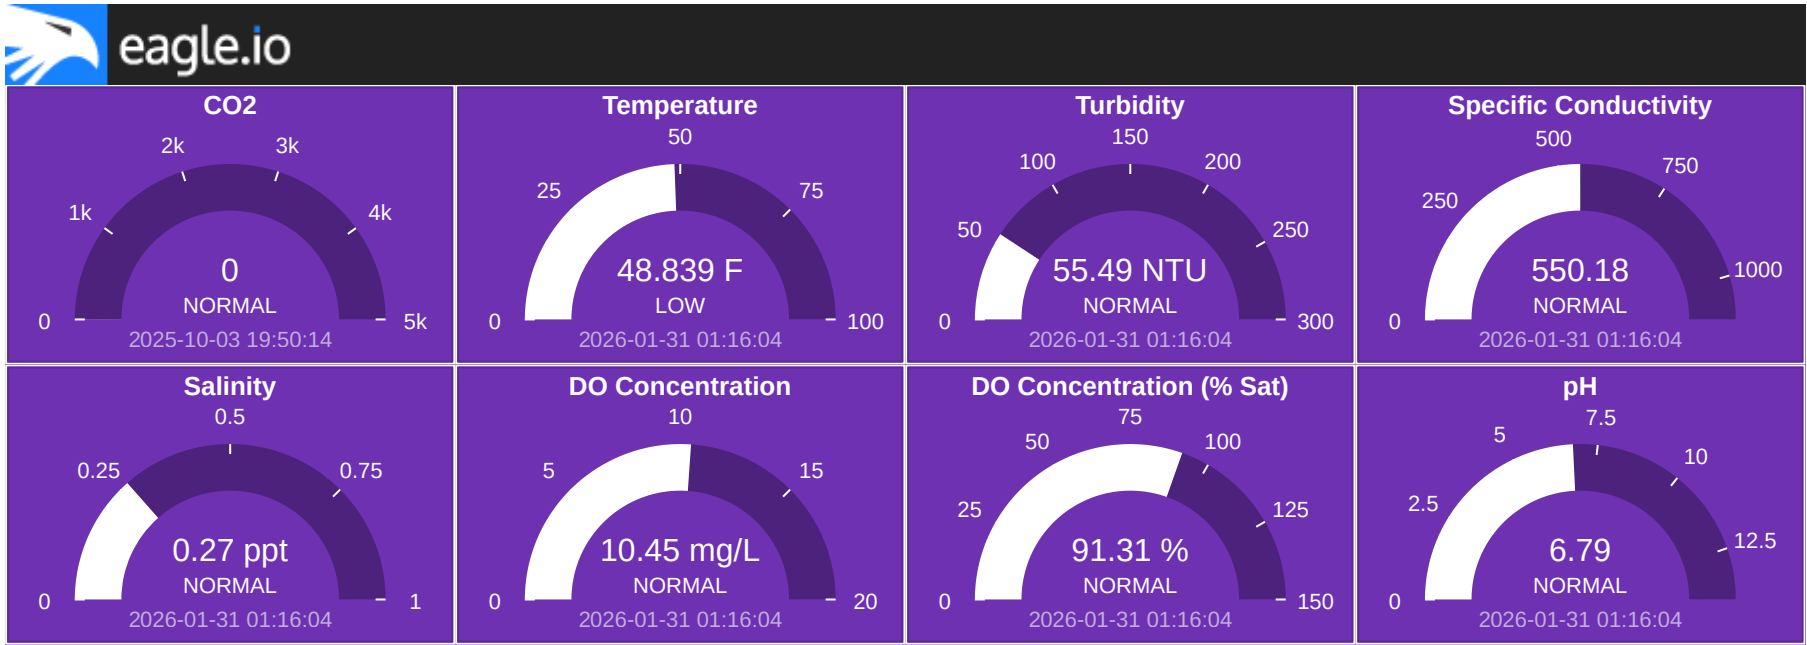 eagle.io
CO2
0
1k
2k
3k
4k
5k
0
NORMAL
2025-10-03 19:50:14
Temperature
0
25
50
75
100
48.839 F
LOW
2026-01-31 01:16:04
Turbidity
0
50
100
150
200
250
300
55.49 NTU
NORMAL
2026-01-31 01:16:04
Specific Conductivity
0
250
500
750
1000
550.18
NORMAL
2026-01-31 01:16:04
Salinity
0
0.25
0.5
0.75
1
0.27 ppt
NORMAL
2026-01-31 01:16:04
DO Concentration
0
5
10
15
20
10.45 mg/L
NORMAL
2026-01-31 01:16:04
DO Concentration (% Sat)
0
25
50
75
100
125
150
91.31 %
NORMAL
2026-01-31 01:16:04
pH
0
2.5
5
7.5
10
12.5
6.79
NORMAL
2026-01-31 01:16:04